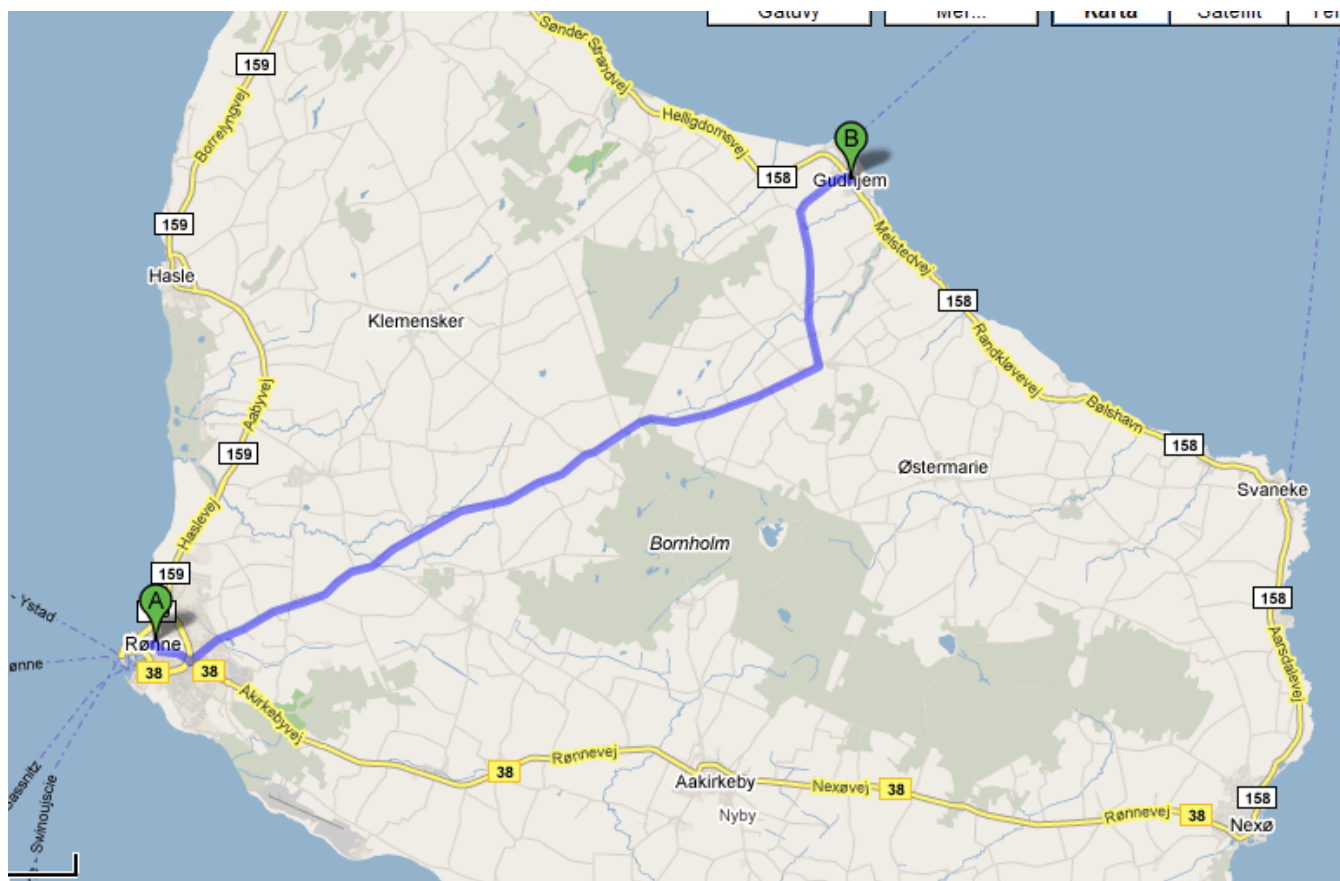 Gatuvy
Mer...
Karta
Satellit
Sønder Strandvej
159
Borrelyngvej
Helligdomsvej
B
158
Gudhjem
159
Hasle
Melstedvej
158
Klemensker
Randkløvevej
Aabyvej
Bølshavn
158
159
Østermarie
Svaneke
Haslevej
Bornholm
159
- Ystad
A
158
Rønne
ønne
38
38
Aarsdalevej
Akirkebyvej
Rønnevej
38
Aakirkeby
Nexøvej
38
Sassnitz
158
Rønnevej
38
Nyby
Nexø
e - Swinoujscie